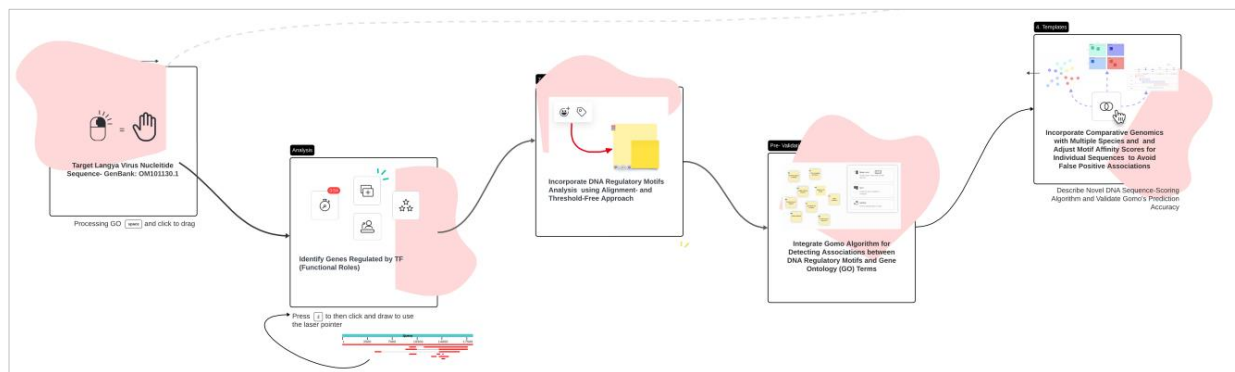 Target Langya Virus Nucleitide
Sequence- GenBank: OM101130.1
Processing GO space and click to drag
Analysis
Identify Genes Regulated by TF
(Functional Roles)
Press to then click and draw to use
the laser pointer
Incorporate DNA Regulatory Motifs
Analysis using Alignment- and
Threshold-Free Approach
Pre- Valida
Integrate Gomo Algorithm for
Detecting Associations between
DNA Regulatory Motifs and Gene
Ontology (GO) Terms
4. Templates
Incorporate Comparative Genomics
with Multiple Species and and
Adjust Motif Affinity Scores for
Individual Sequences to Avoid
False Positive Associations
Describe Novel DNA Sequence-Scoring
Algorithm and Validate Gomo's Prediction
Accuracy